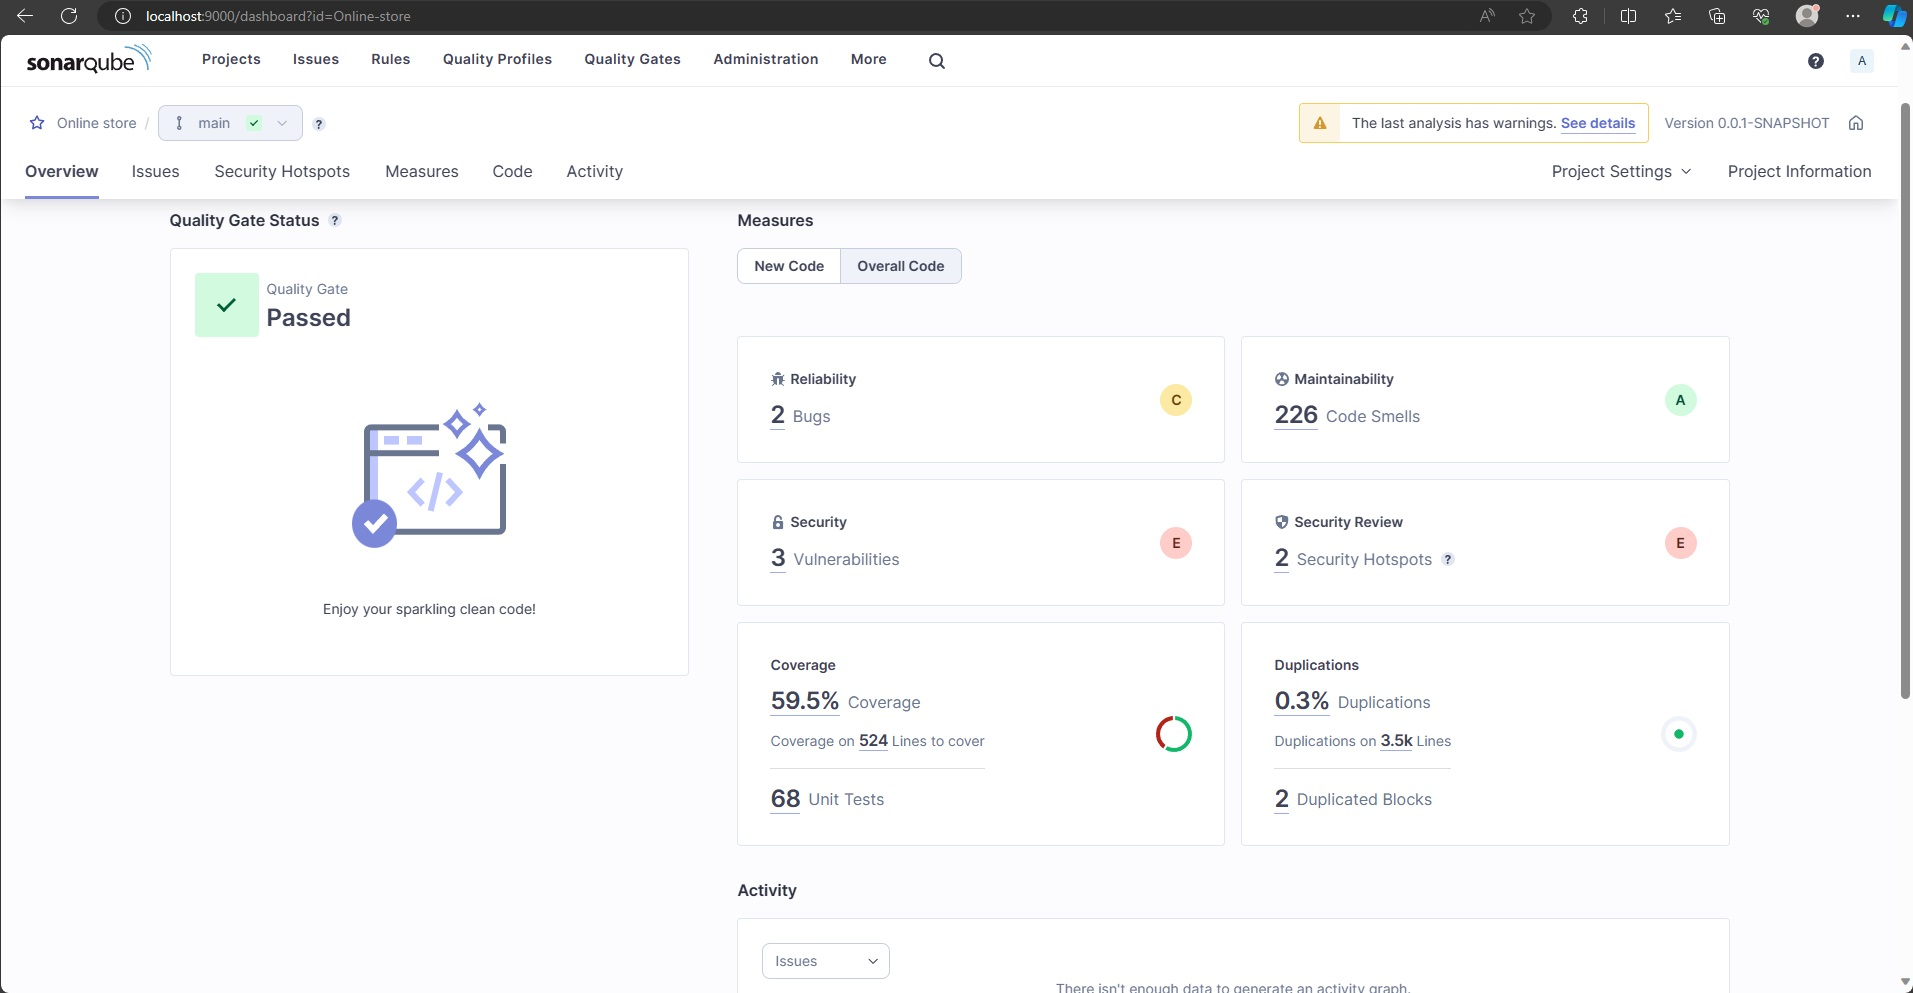 localhost:9000/dashboard?id=Online-store
sonarqube Projects Issues Rules Quality Profiles Quality Gates Administration More ? A
Online store / main ? The last analysis has warnings. See details Version 0.0.1-SNAPSHOT
Overview Issues Security Hotspots Measures Code Activity Project Settings Project Information
Quality Gate Status ?
Quality Gate
Passed
</>
Enjoy your sparkling clean code!
Measures
New Code Overall Code
Reliability
2 Bugs
C
Maintainability
226 Code Smells
A
Security
3 Vulnerabilities
E
Security Review
2 Security Hotspots ?
E
Coverage
59.5% Coverage
Coverage on 524 Lines to cover
68 Unit Tests
Duplications
0.3% Duplications
Duplications on 3.5k Lines
2 Duplicated Blocks
Activity
Issues
There isn't enough data to generate an activity graph.